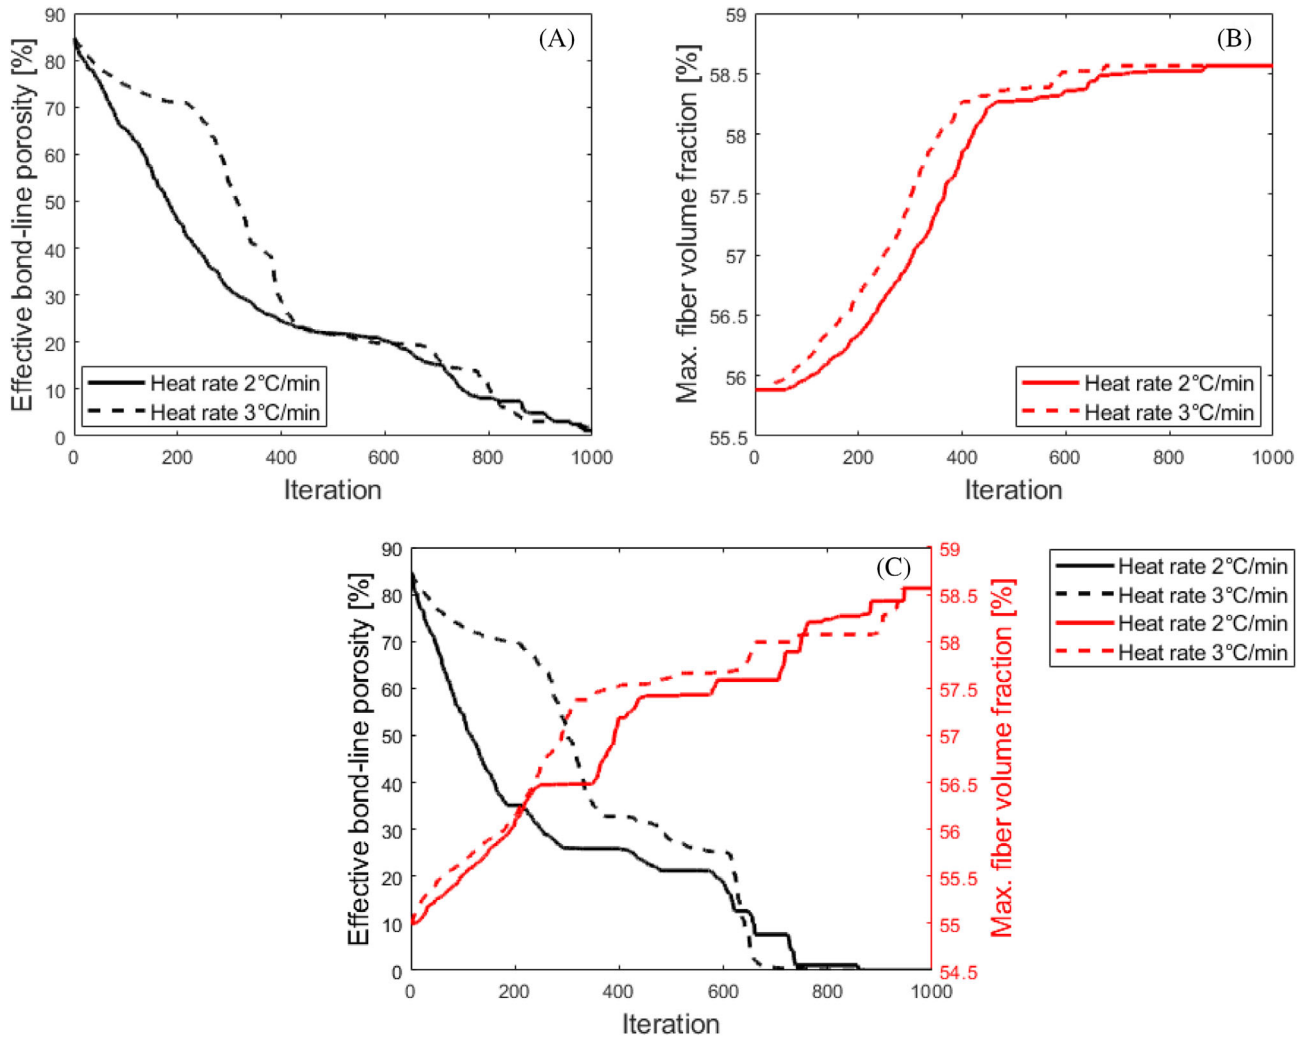 (A)
Effective bond-line porosity [%]
90
80
70
60
50
40
30
20
10
0
Heat rate 2°C/min
Heat rate 3°C/min
0 200 400 600 800 1000
Iteration
(B)
Max. fiber volume fraction [%]
59
58.5
58
57.5
57
56.5
56
55.5
Heat rate 2°C/min
Heat rate 3°C/min
0 200 400 600 800 1000
Iteration
(C)
Effective bond-line porosity [%]
90
80
70
60
50
40
30
20
10
0
0 200 400 600 800 1000
Iteration
59
58.5
58
57.5
57
56.5
56
55.5
55
54.5
Max. fiber volume fraction [%]
Heat rate 2°C/min
Heat rate 3°C/min
Heat rate 2°C/min
Heat rate 3°C/min